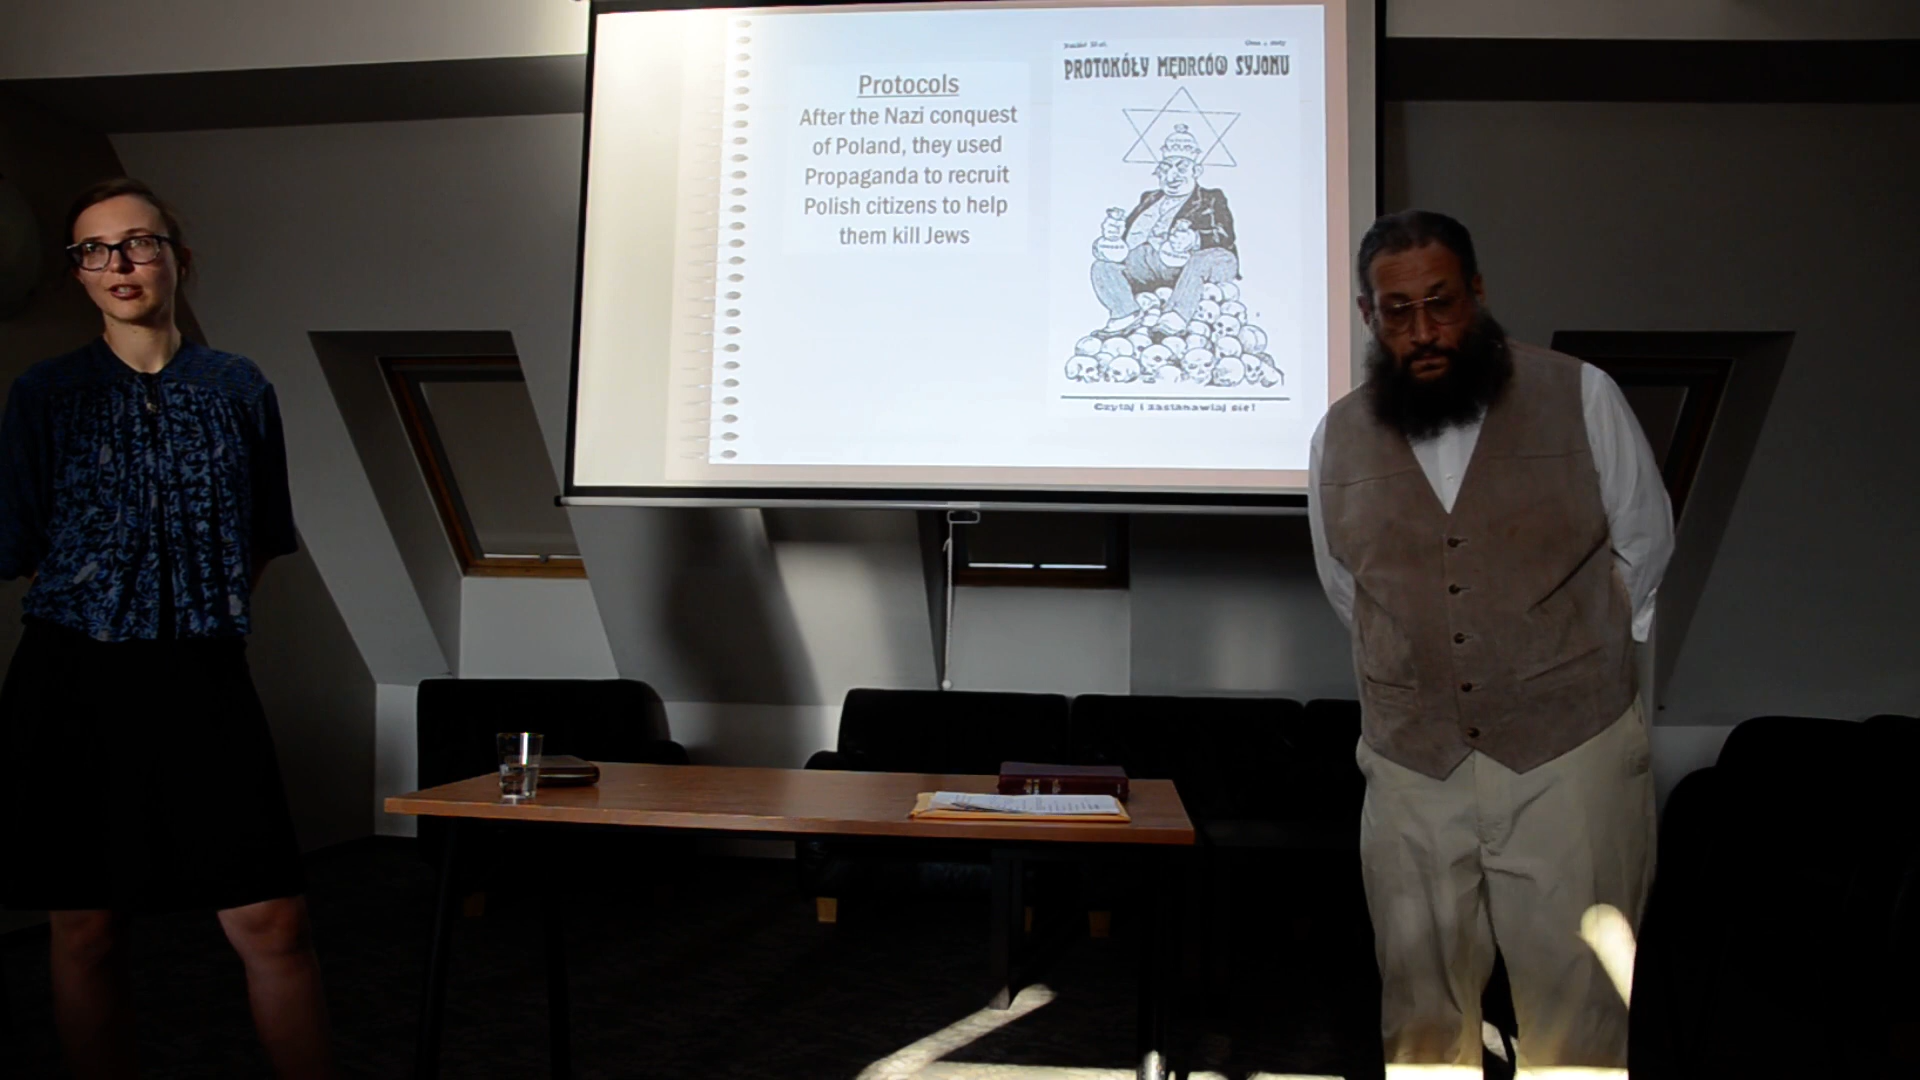 Protocols
After the Nazi conquest
of Poland, they used
Propaganda to recruit
Polish citizens to help
them kill Jews
PROTOKÓŁY MĘDRCÓW SYJONU
Czytaj i zastanawiaj się!